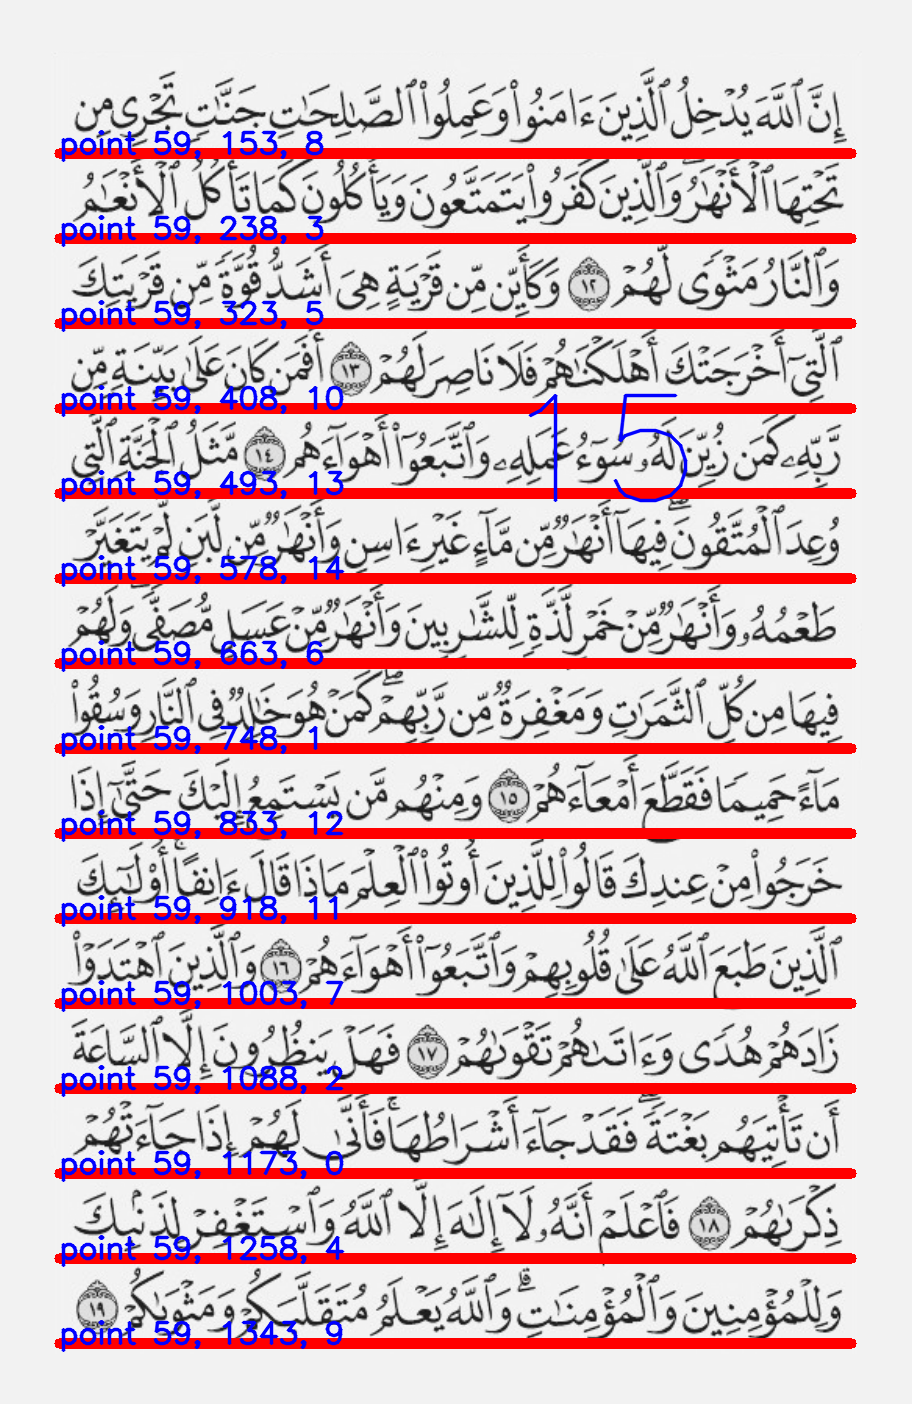 إِنَّ ٱللَّهَ يُدْخِلُ ٱلَّذِينَ ءَامَنُوا۟ وَعَمِلُوا۟ ٱلصَّـٰلِحَـٰتِ جَنَّـٰتٍ تَجْرِى مِن
point 59, 153, 8
تَحْتِهَا ٱلْأَنْهَـٰرُ ۖ وَٱلَّذِينَ كَفَرُوا۟ يَتَمَتَّعُونَ وَيَأْكُلُونَ كَمَا تَأْكُلُ ٱلْأَنْعَـٰمُ
point 59, 238, 3
وَٱلنَّارُ مَثْوًى لَّهُمْ ١٢ وَكَأَيِّن مِّن قَرْيَةٍ هِىَ أَشَدُّ قُوَّةً مِّن قَرْيَتِكَ
point 59, 323, 5
ٱلَّتِىٓ أَخْرَجَتْكَ أَهْلَكْنَـٰهُمْ فَلَا نَاصِرَ لَهُمْ ١٣ أَفَمَن كَانَ عَلَىٰ بَيِّنَةٍ مِّن
point 59, 408, 10
15
رَّبِّهِۦ كَمَن زُيِّنَ لَهُۥ سُوٓءُ عَمَلِهِۦ وَٱتَّبَعُوٓا۟ أَهْوَآءَهُم ١٤ مَّثَلُ ٱلْجَنَّةِ ٱلَّتِى
point 59, 493, 13
وُعِدَ ٱلْمُتَّقُونَ ۖ فِيهَآ أَنْهَـٰرٌ مِّن مَّآءٍ غَيْرِ ءَاسِنٍ وَأَنْهَـٰرٌ مِّن لَّبَنٍ لَّمْ يَتَغَيَّرْ
point 59, 578, 14
طَعْمُهُۥ وَأَنْهَـٰرٌ مِّنْ خَمْرٍ لَّذَّةٍ لِّلشَّـٰرِبِينَ وَأَنْهَـٰرٌ مِّنْ عَسَلٍ مُّصَفًّى ۖ وَلَهُمْ
point 59, 663, 6
فِيهَا مِن كُلِّ ٱلثَّمَرَٰتِ وَمَغْفِرَةٌ مِّن رَّبِّهِمْ ۖ كَمَنْ هُوَ خَـٰلِدٌ فِى ٱلنَّارِ وَسُقُوا۟
point 59, 748, 1
مَآءً حَمِيمًا فَقَطَّعَ أَمْعَآءَهُمْ ١٥ وَمِنْهُم مَّن يَسْتَمِعُ إِلَيْكَ حَتَّىٰٓ إِذَا
point 59, 833, 12
خَرَجُوا۟ مِنْ عِندِكَ قَالُوا۟ لِلَّذِينَ أُوتُوا۟ ٱلْعِلْمَ مَاذَا قَالَ ءَانِفًا ۚ أُو۟لَـٰٓئِكَ
point 59, 918, 11
ٱلَّذِينَ طَبَعَ ٱللَّهُ عَلَىٰ قُلُوبِهِمْ وَٱتَّبَعُوٓا۟ أَهْوَآءَهُمْ ١٦ وَٱلَّذِينَ ٱهْتَدَوْا۟
point 59, 1003, 7
زَادَهُمْ هُدًى وَءَاتَىٰهُمْ تَقْوَىٰهُمْ ١٧ فَهَلْ يَنظُرُونَ إِلَّا ٱلسَّاعَةَ
point 59, 1088, 2
أَن تَأْتِيَهُم بَغْتَةً ۖ فَقَدْ جَآءَ أَشْرَاطُهَا ۚ فَأَنَّىٰ لَهُمْ إِذَا جَآءَتْهُمْ
point 59, 1173, 0
ذِكْرَىٰهُمْ ١٨ فَٱعْلَمْ أَنَّهُۥ لَآ إِلَـٰهَ إِلَّا ٱللَّهُ وَٱسْتَغْفِرْ لِذَنۢبِكَ
point 59, 1258, 4
وَلِلْمُؤْمِنِينَ وَٱلْمُؤْمِنَـٰتِ ۗ وَٱللَّهُ يَعْلَمُ مُتَقَلَّبَكُمْ وَمَثْوَىٰكُمْ ١٩
point 59, 1343, 9